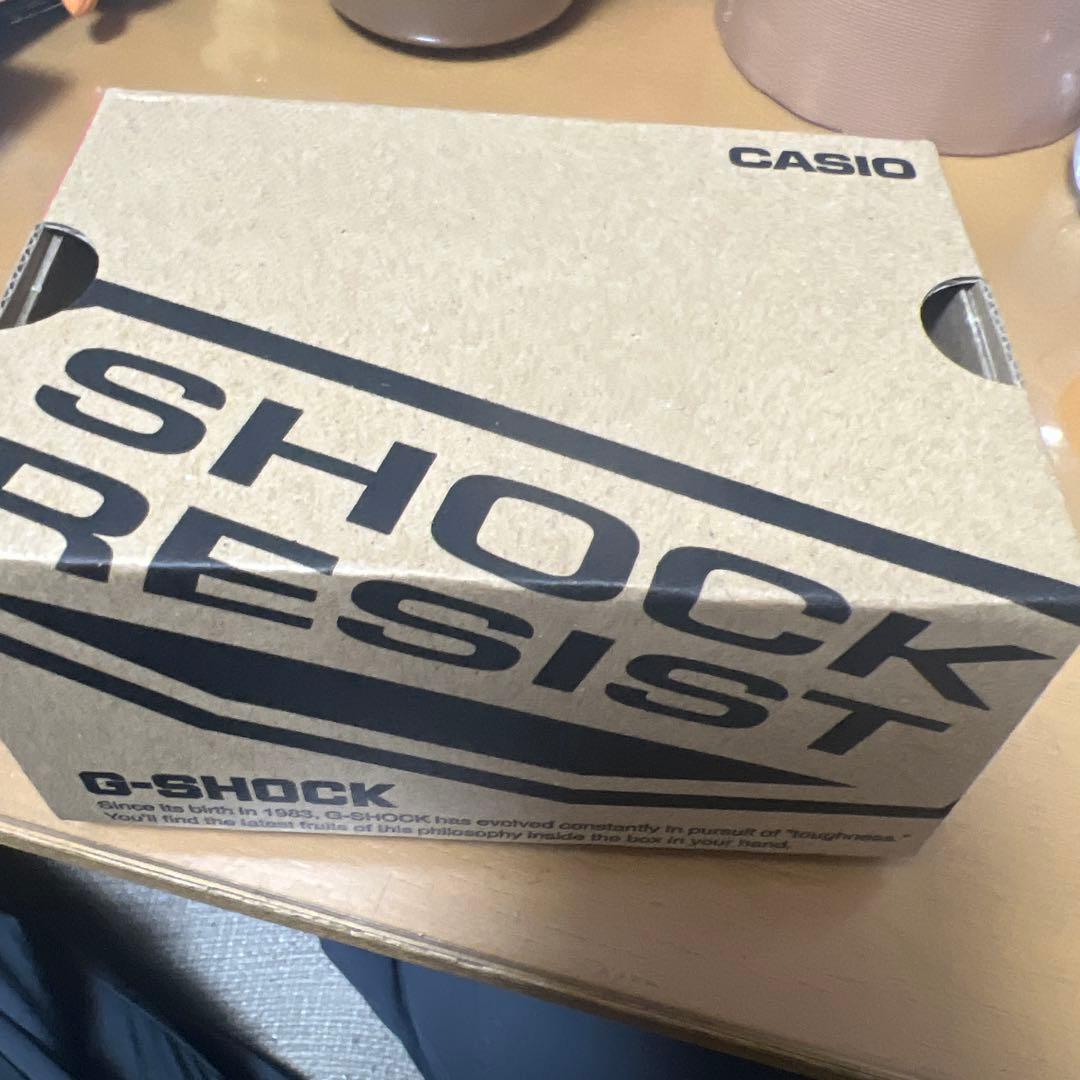 CASIO
SHOCK
RESIST
G-SHOCK
Since its birth in 1983, G-SHOCK has evolved constantly in pursuit of "toughness."
You'll find the latest fruits of this philosophy inside the box in your hand.